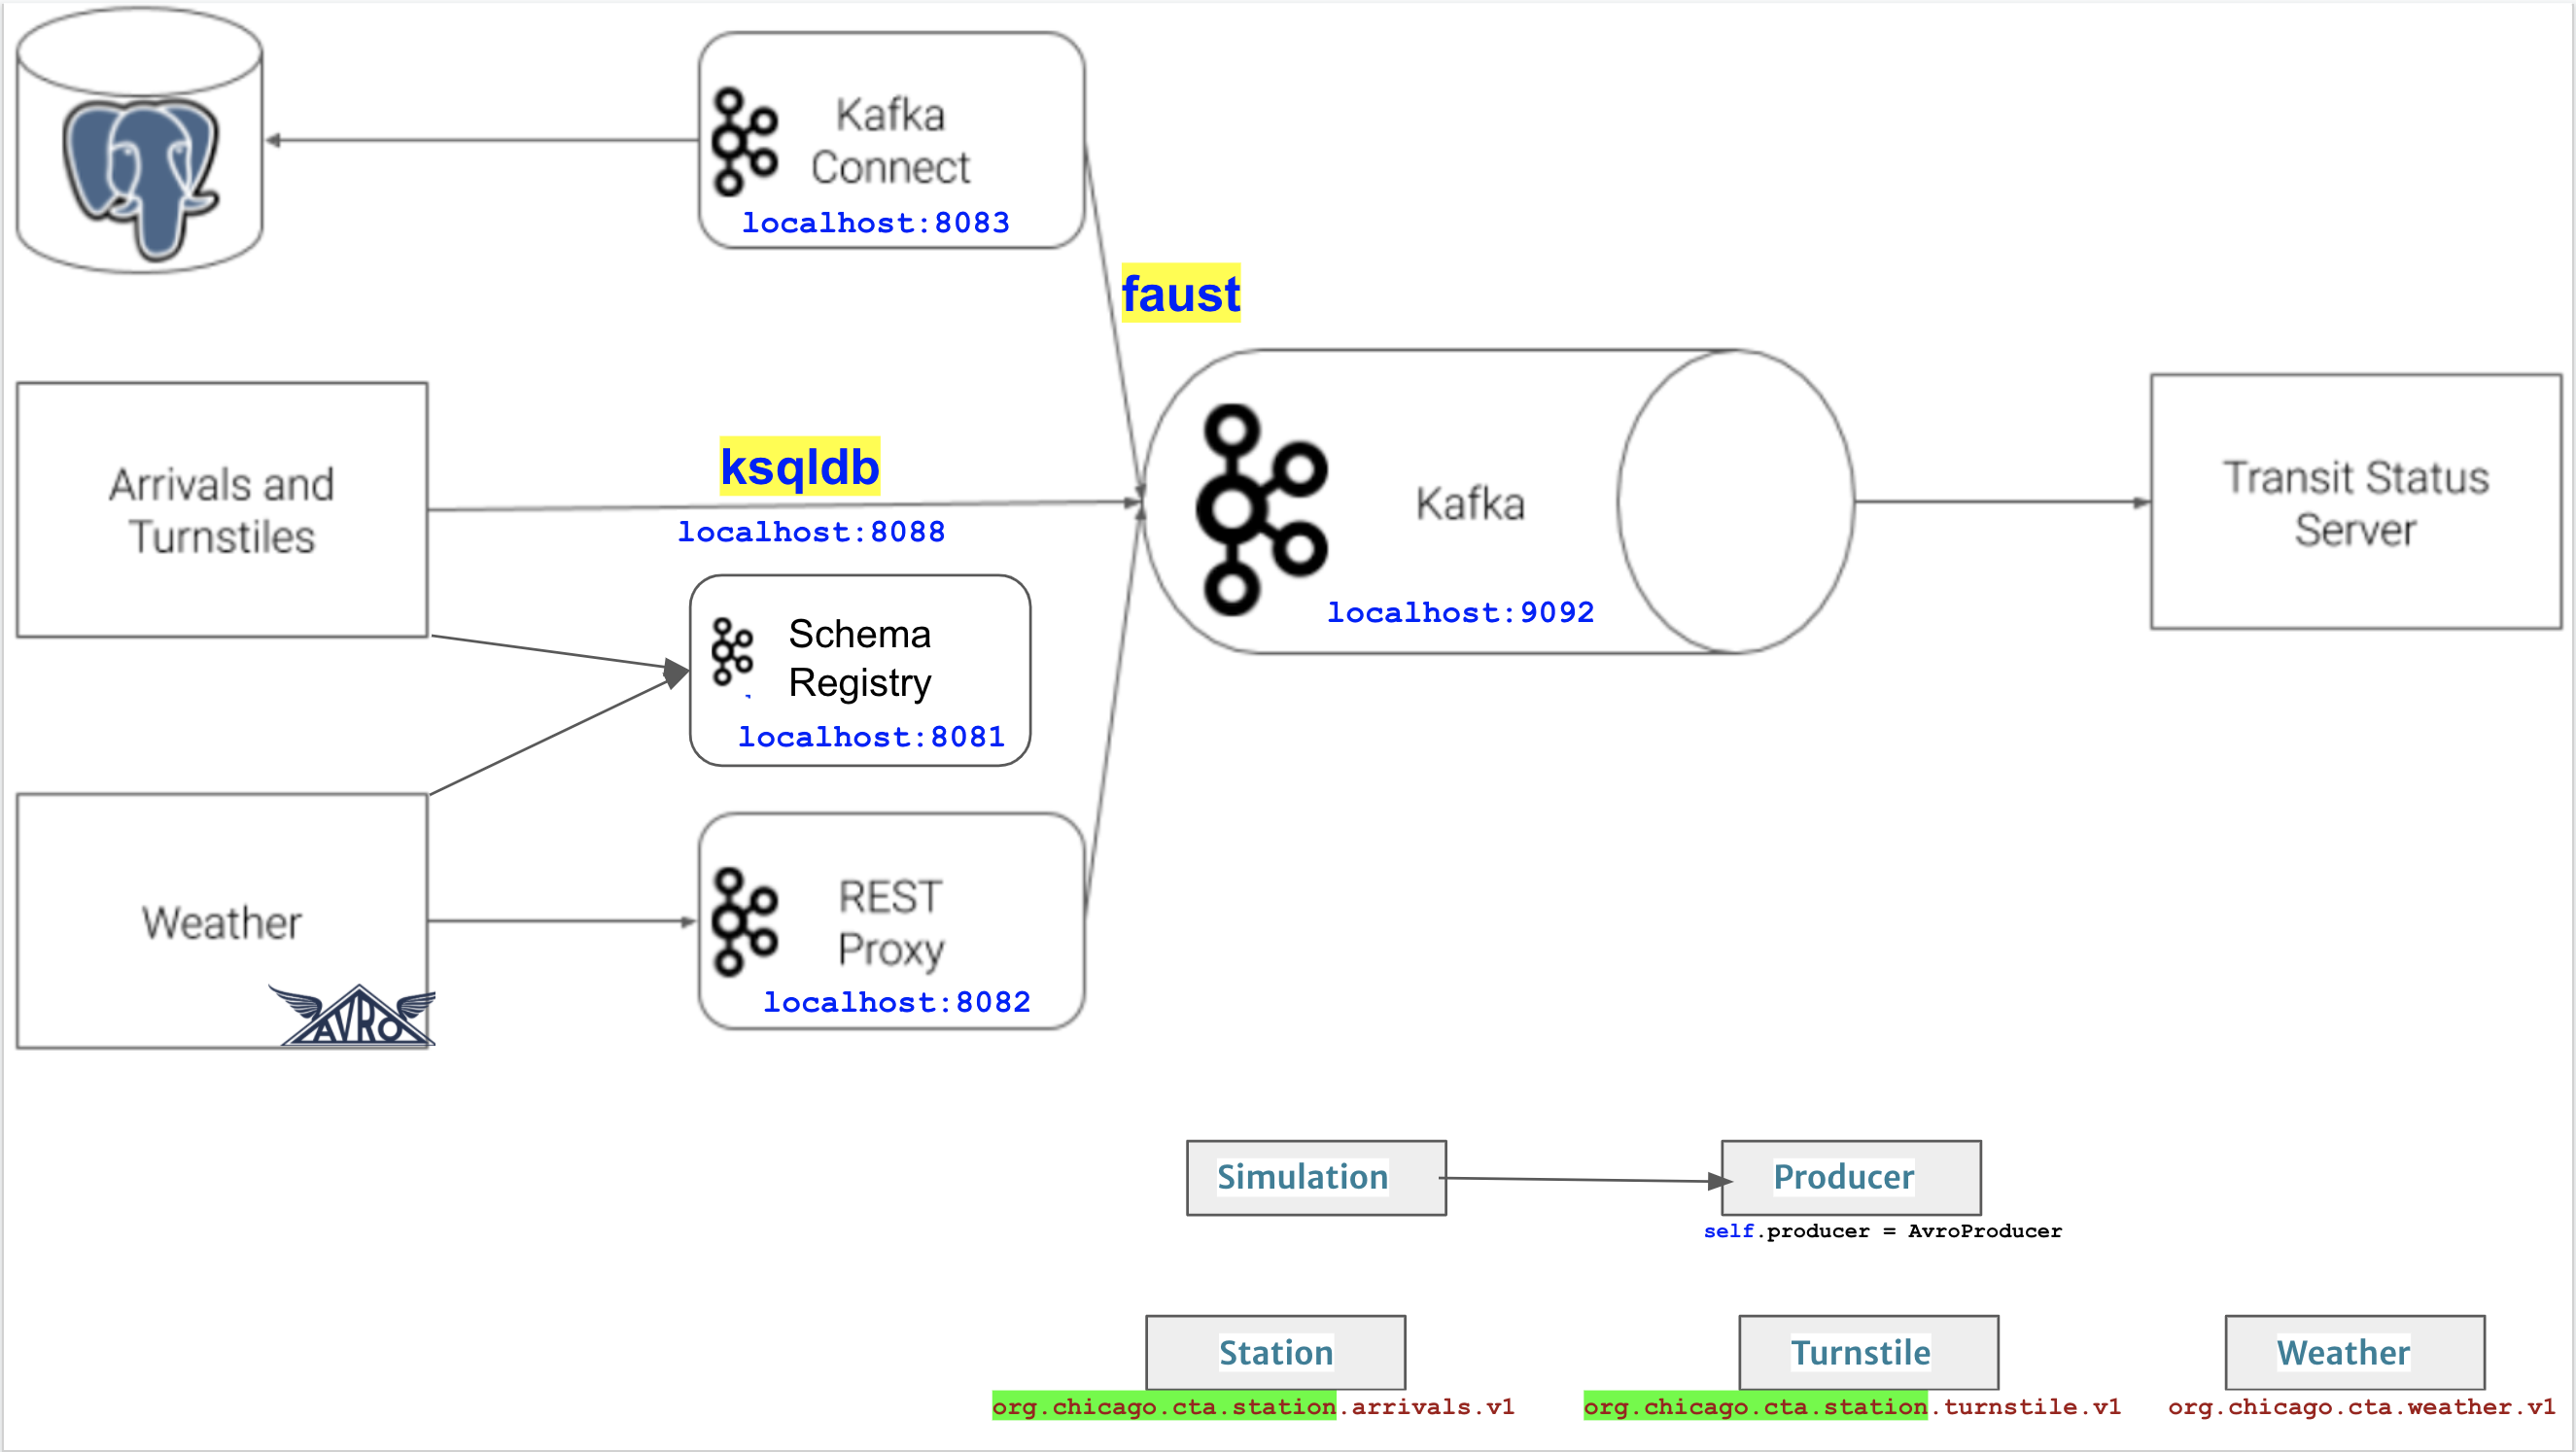 Kafka
Connect
localhost:8083
faust
Arrivals and
Turnstiles
ksqldb
localhost:8088
Kafka
localhost:9092
Transit Status
Server
Schema
Registry
localhost:8081
Weather
AVRO
REST
Proxy
localhost:8082
Simulation
Producer
self.producer = AvroProducer
Station
org.chicago.cta.station.arrivals.v1
Turnstile
org.chicago.cta.station.turnstile.v1
Weather
org.chicago.cta.weather.v1